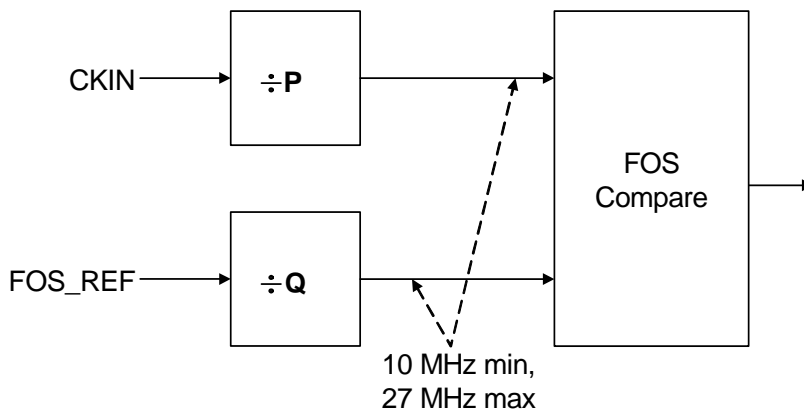 CKIN
÷P
FOS
Compare
FOS_REF
÷Q
10 MHz min,
27 MHz max